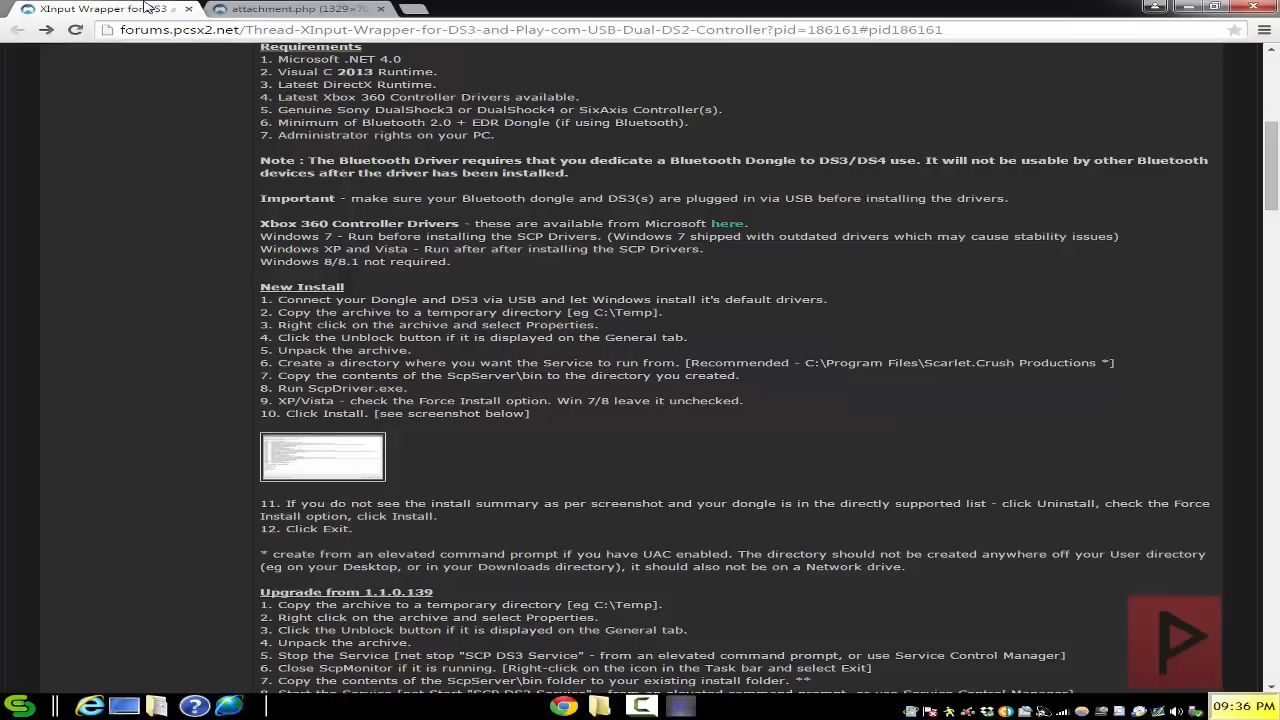 XInput Wrapper for DS3 a
attachment.php (1329×7
forums.pcsx2.net/Thread-XInput-Wrapper-for-DS3-and-Play-com-USB-Dual-DS2-Controller?pid=186161#pid186161
Requirements
1. Microsoft .NET 4.0
2. Visual C 2013 Runtime.
3. Latest DirectX Runtime.
4. Latest Xbox 360 Controller Drivers available.
5. Genuine Sony DualShock3 or DualShock4 or SixAxis Controller(s).
6. Minimum of Bluetooth 2.0 + EDR Dongle (if using Bluetooth).
7. Administrator rights on your PC.
Note : The Bluetooth Driver requires that you dedicate a Bluetooth Dongle to DS3/DS4 use. It will not be usable by other Bluetooth
devices after the driver has been installed.
Important - make sure your Bluetooth dongle and DS3(s) are plugged in via USB before installing the drivers.
Xbox 360 Controller Drivers - these are available from Microsoft here.
Windows 7 - Run before installing the SCP Drivers. (Windows 7 shipped with outdated drivers which may cause stability issues)
Windows XP and Vista - Run after after installing the SCP Drivers.
Windows 8/8.1 not required.
New Install
1. Connect your Dongle and DS3 via USB and let Windows install it's default drivers.
2. Copy the archive to a temporary directory [eg C:\Temp].
3. Right click on the archive and select Properties.
4. Click the Unblock button if it is displayed on the General tab.
5. Unpack the archive.
6. Create a directory where you want the Service to run from. [Recommended - C:\Program Files\Scarlet.Crush Productions *]
7. Copy the contents of the ScpServer\bin to the directory you created.
8. Run ScpDriver.exe.
9. XP/Vista - check the Force Install option. Win 7/8 leave it unchecked.
10. Click Install. [see screenshot below]
11. If you do not see the install summary as per screenshot and your dongle is in the directly supported list - click Uninstall, check the Force
Install option, click Install.
12. Click Exit.
* create from an elevated command prompt if you have UAC enabled. The directory should not be created anywhere off your User directory
(eg on your Desktop, or in your Downloads directory), it should also not be on a Network drive.
Upgrade from 1.1.0.139
1. Copy the archive to a temporary directory [eg C:\Temp].
2. Right click on the archive and select Properties.
3. Click the Unblock button if it is displayed on the General tab.
4. Unpack the archive.
5. Stop the Service [net stop "SCP DS3 Service" - from an elevated command prompt, or use Service Control Manager]
6. Close ScpMonitor if it is running. [Right-click on the icon in the Task bar and select Exit]
7. Copy the contents of the ScpServer\bin folder to your existing install folder. **
8. Start the Service [net Start "SCP DS3 Service" - from an elevated command prompt, or use Service Control Manager]
09:36 PM